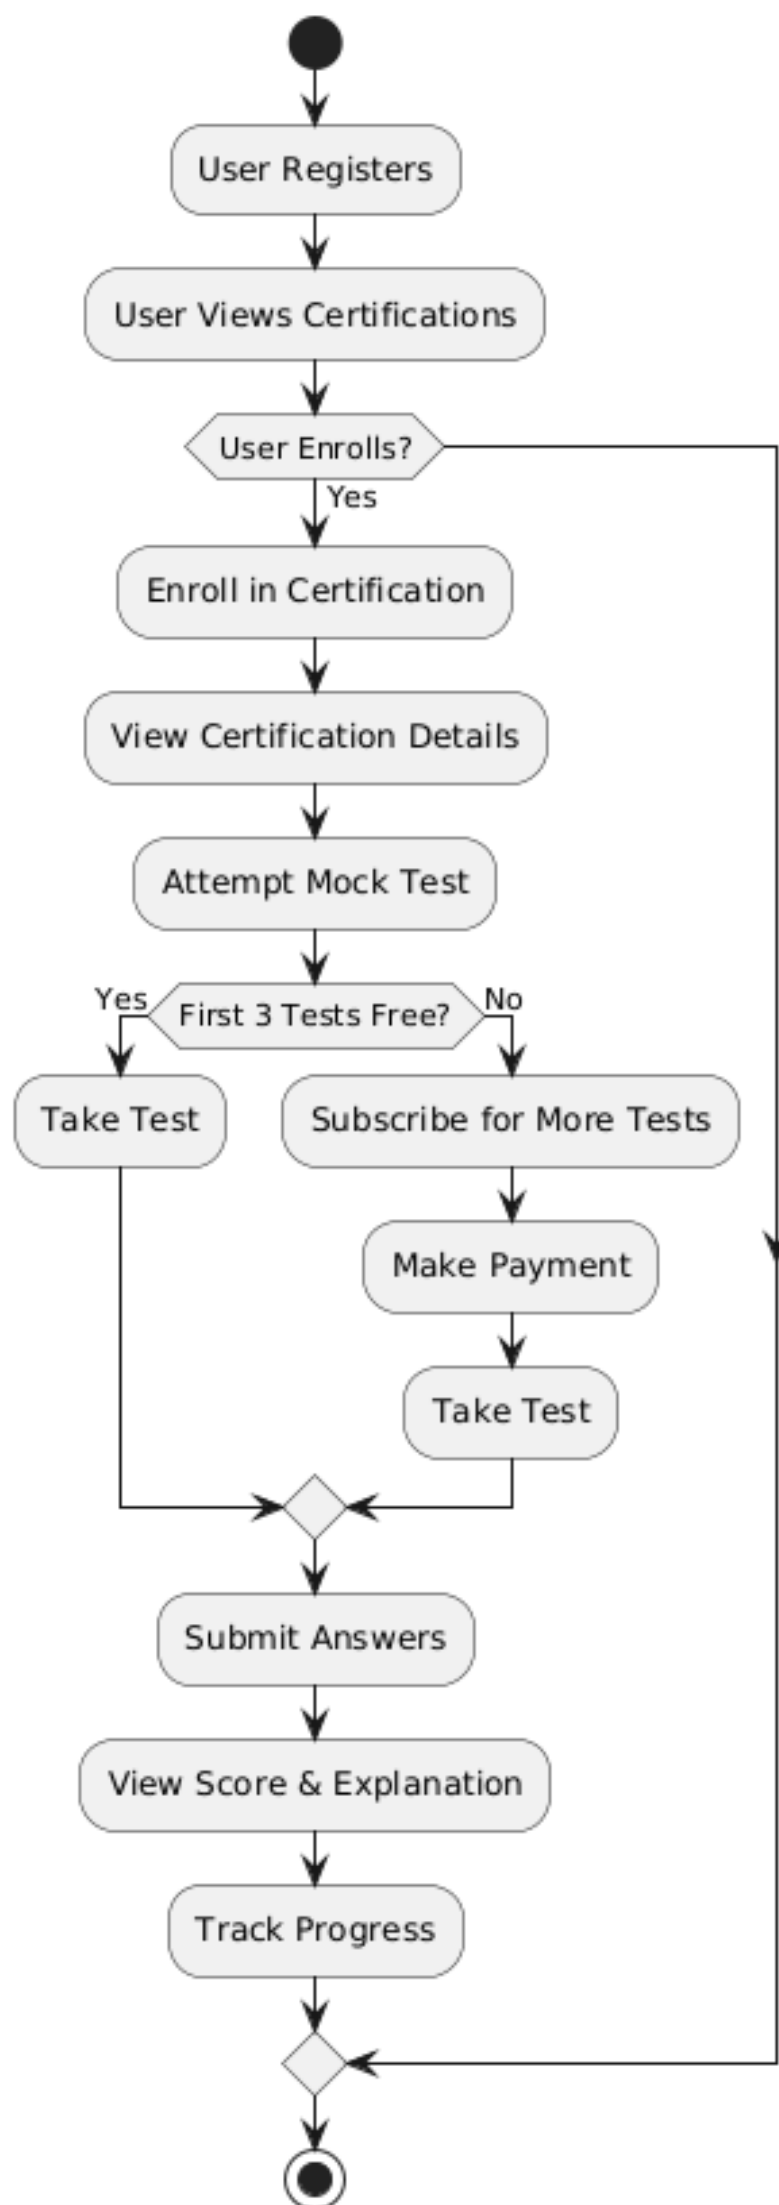 User Registers
User Views Certifications
User Enrolls?
Yes
Enroll in Certification
View Certification Details
Attempt Mock Test
Yes
First 3 Tests Free?
No
Take Test
Subscribe for More Tests
Make Payment
Take Test
Submit Answers
View Score & Explanation
Track Progress